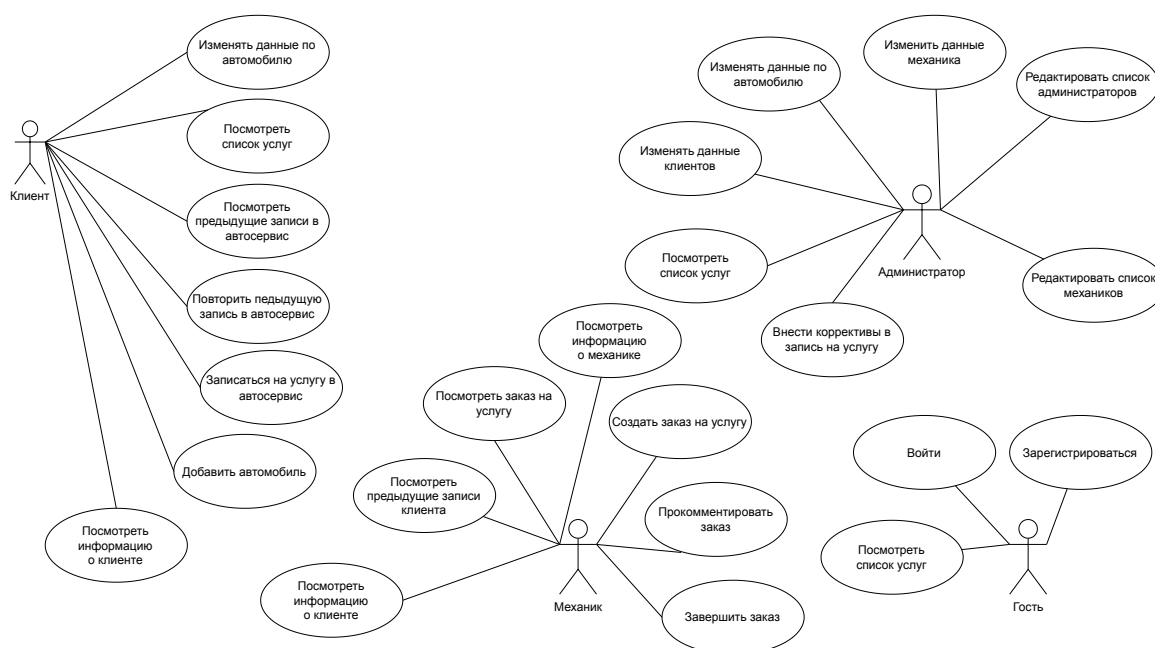 Изменять данные по
автомобилю
Посмотреть
список услуг
Клиент
Посмотреть
предыдущие записи в
автосервис
Повторить педыдущую
запись в автосервис
Записаться на услугу в
автосервис
Добавить автомобиль
Посмотреть
информацию
о клиенте
Изменить данные
механика
Изменять данные по
автомобилю
Редактировать список
администраторов
Изменять данные
клиентов
Посмотреть
список услуг
Администратор
Редактировать список
механиков
Внести коррективы в
запись на услугу
Посмотреть
информацию
о механике
Посмотреть заказ на
услугу
Создать заказ на услугу
Посмотреть
предыдущие записи
клиента
Прокомментировать
заказ
Посмотреть
информацию
о клиенте
Механик
Завершить заказ
Войти
Зарегистрироваться
Посмотреть
список услуг
Гость